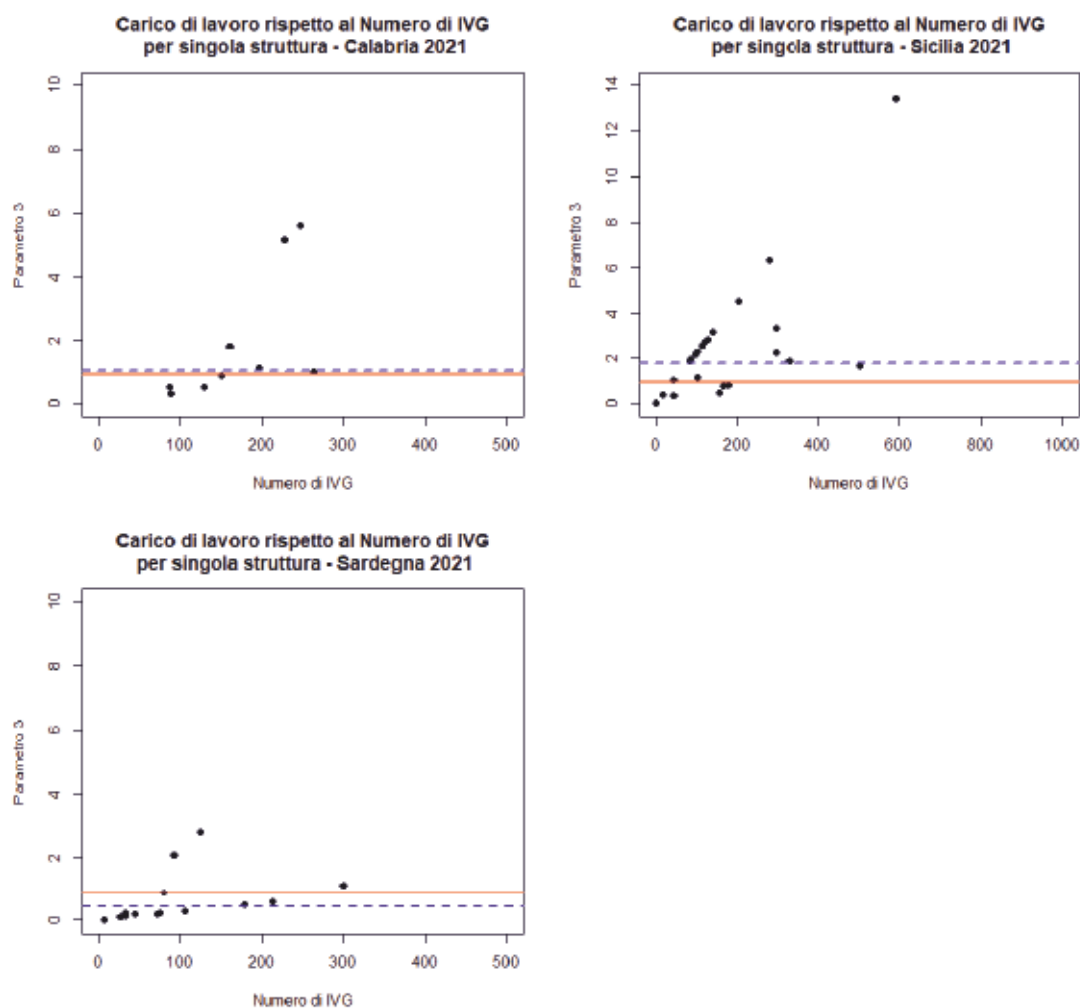 Carico di lavoro rispetto al Numero di IVG
per singola struttura - Calabria 2021
10
8
6
4
2
0
Parametro 3
0 100 200 300 400 500
Numero di IVG
Carico di lavoro rispetto al Numero di IVG
per singola struttura - Sicilia 2021
14
12
10
8
6
4
2
0
Parametro 3
0 200 400 600 800 1000
Numero di IVG
Carico di lavoro rispetto al Numero di IVG
per singola struttura - Sardegna 2021
10
8
6
4
2
0
Parametro 3
0 100 200 300 400 500
Numero di IVG